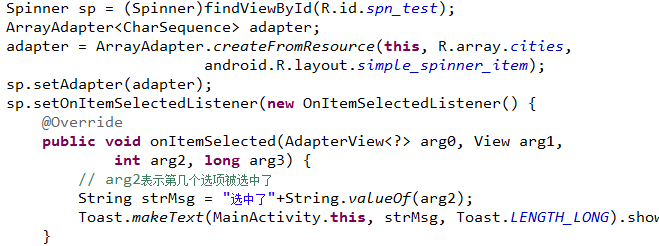 Spinner sp = (Spinner)findViewById(R.id.spn_test);
ArrayAdapter<CharSequence> adapter;
adapter = ArrayAdapter.createFromResource(this, R.array.cities,
android.R.layout.simple_spinner_item);
sp.setAdapter(adapter);
sp.setOnItemSelectedListener(new OnItemSelectedListener() {
@Override
public void onItemSelected(AdapterView<?> arg0, View arg1,
int arg2, long arg3) {
// arg2表示第几个选项被选中了
String strMsg = "选中了"+String.valueOf(arg2);
Toast.makeText(MainActivity.this, strMsg, Toast.LENGTH_LONG).show
}